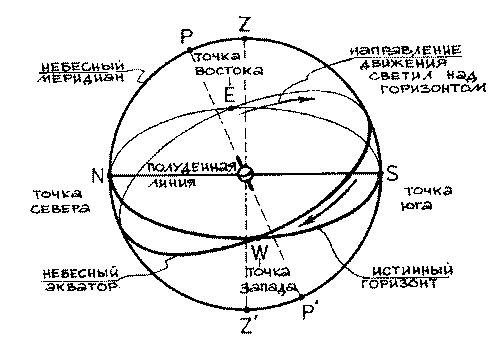 Z
P
НЕБЕСНЫЙ
МЕРИДИАН
ТОЧКА
ВОСТОКА
НАПРАВЛЕНИЕ
ДВИЖЕНИЯ
СВЕТИЛ НАД
ГОРИЗОНТОМ
E
N
ПОЛУДЕННАЯ
ЛИНИЯ
S
ТОЧКА
СЕВЕРА
ТОЧКА
ЮГА
W
НЕБЕСНЫЙ
ЭКВАТОР
ТОЧКА
ЗАПАДА
ИСТИННЫЙ
ГОРИЗОНТ
Z'
P'